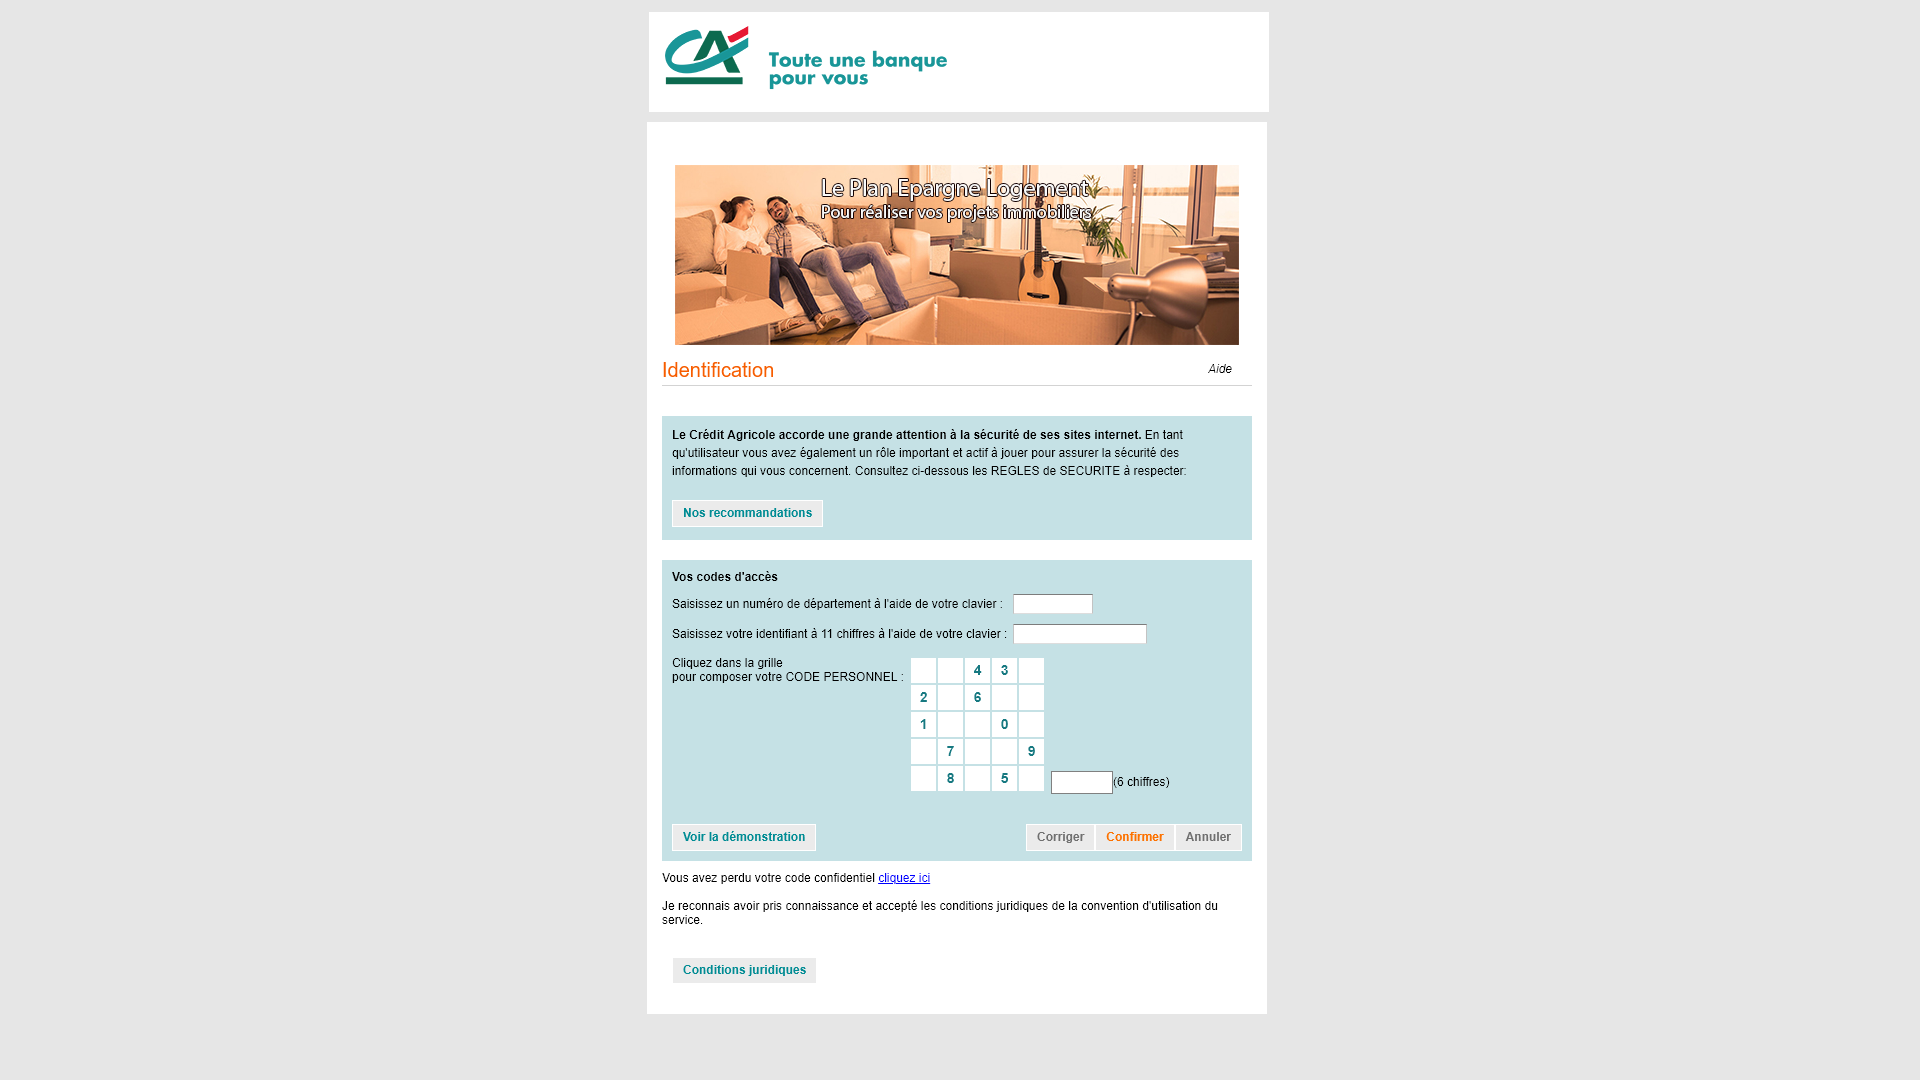 CA
Toute une banque
pour vous
Le Plan Epargne Logement
Pour réaliser vos projets immobiliers
Identification
Aide
Le Crédit Agricole accorde une grande attention à la sécurité de ses sites internet. En tant
qu'utilisateur vous avez également un rôle important et actif à jouer pour assurer la sécurité des
informations qui vous concernent. Consultez ci-dessous les REGLES de SECURITE à respecter:
Nos recommandations
Vos codes d'accès
Saisissez un numéro de département à l'aide de votre clavier :
Saisissez votre identifiant à 11 chiffres à l'aide de votre clavier :
Cliquez dans la grille
pour composer votre CODE PERSONNEL :
4 3
2 6
1 0
7 9
8 5
(6 chiffres)
Voir la démonstration
Corriger Confirmer Annuler
Vous avez perdu votre code confidentiel cliquez ici
Je reconnais avoir pris connaissance et accepté les conditions juridiques de la convention d'utilisation du
service.
Conditions juridiques